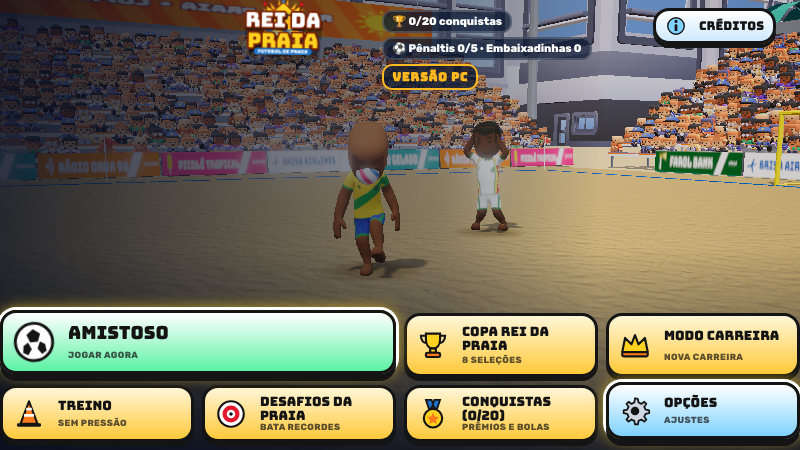 REI DA
PRAIA
FUTEBOL DE PRAIA
0/20 conquistas
Pênaltis 0/5 • Embaixadinhas 0
VERSÃO PC
CRÉDITOS
PICOLÉ TROPICAL
GELADO
FAROL BANK
AMISTOSO
JOGAR AGORA
COPA REI DA
PRAIA
8 SELEÇÕES
MODO CARREIRA
NOVA CARREIRA
TREINO
SEM PRESSÃO
DESAFIOS DA
PRAIA
BATA RECORDES
CONQUISTAS
(0/20)
PRÊMIOS E BOLAS
OPÇÕES
AJUSTES